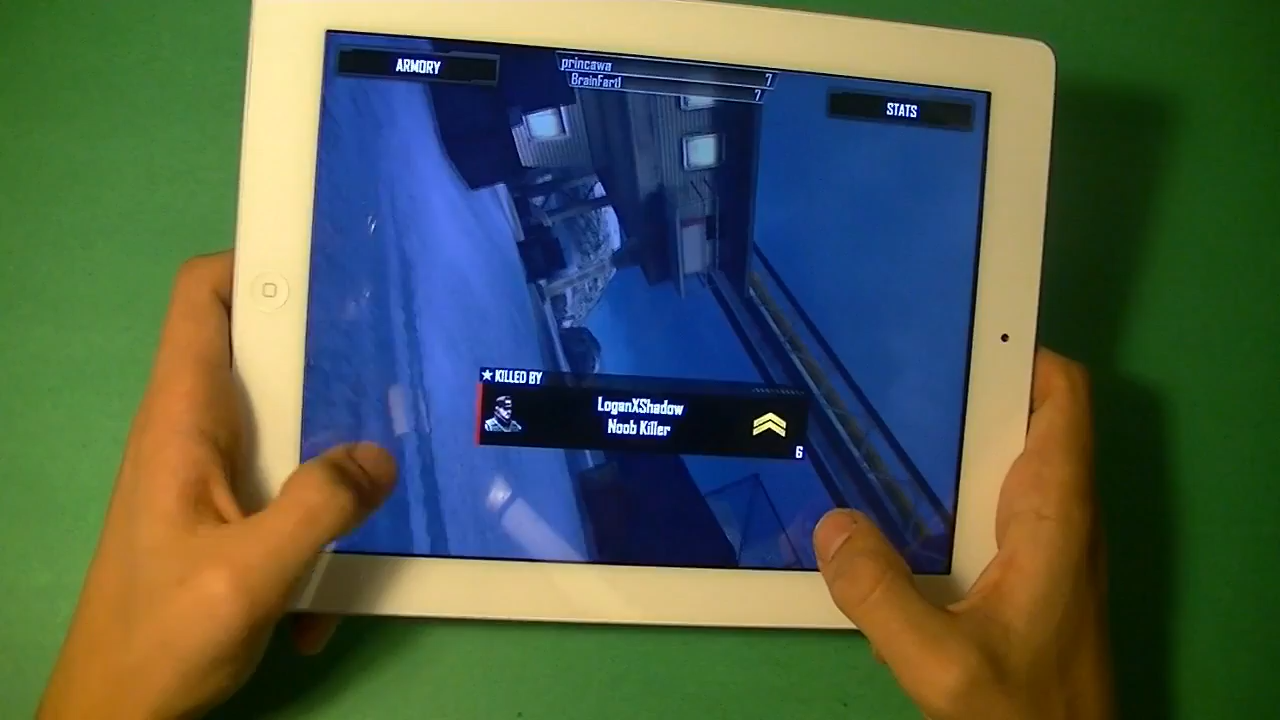 ARMORY
princawa 7
BrainFart! 7
STATS
KILLED BY
LoganXShadow
Noob Killer
6